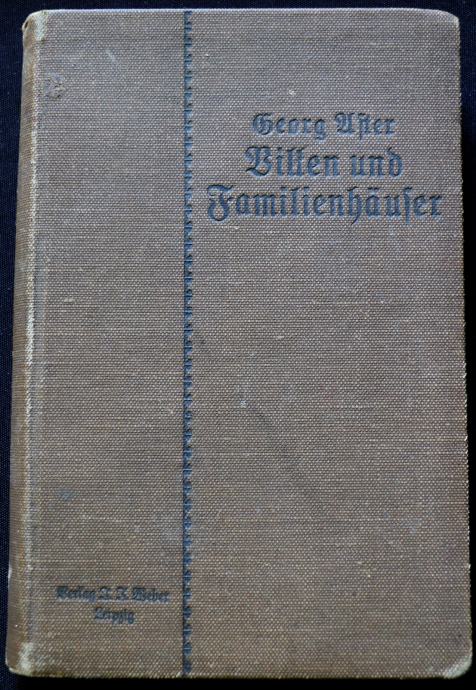 Georg Aster
Villen und
Familienhäuser
Verlag J. J. Weber
Leipzig